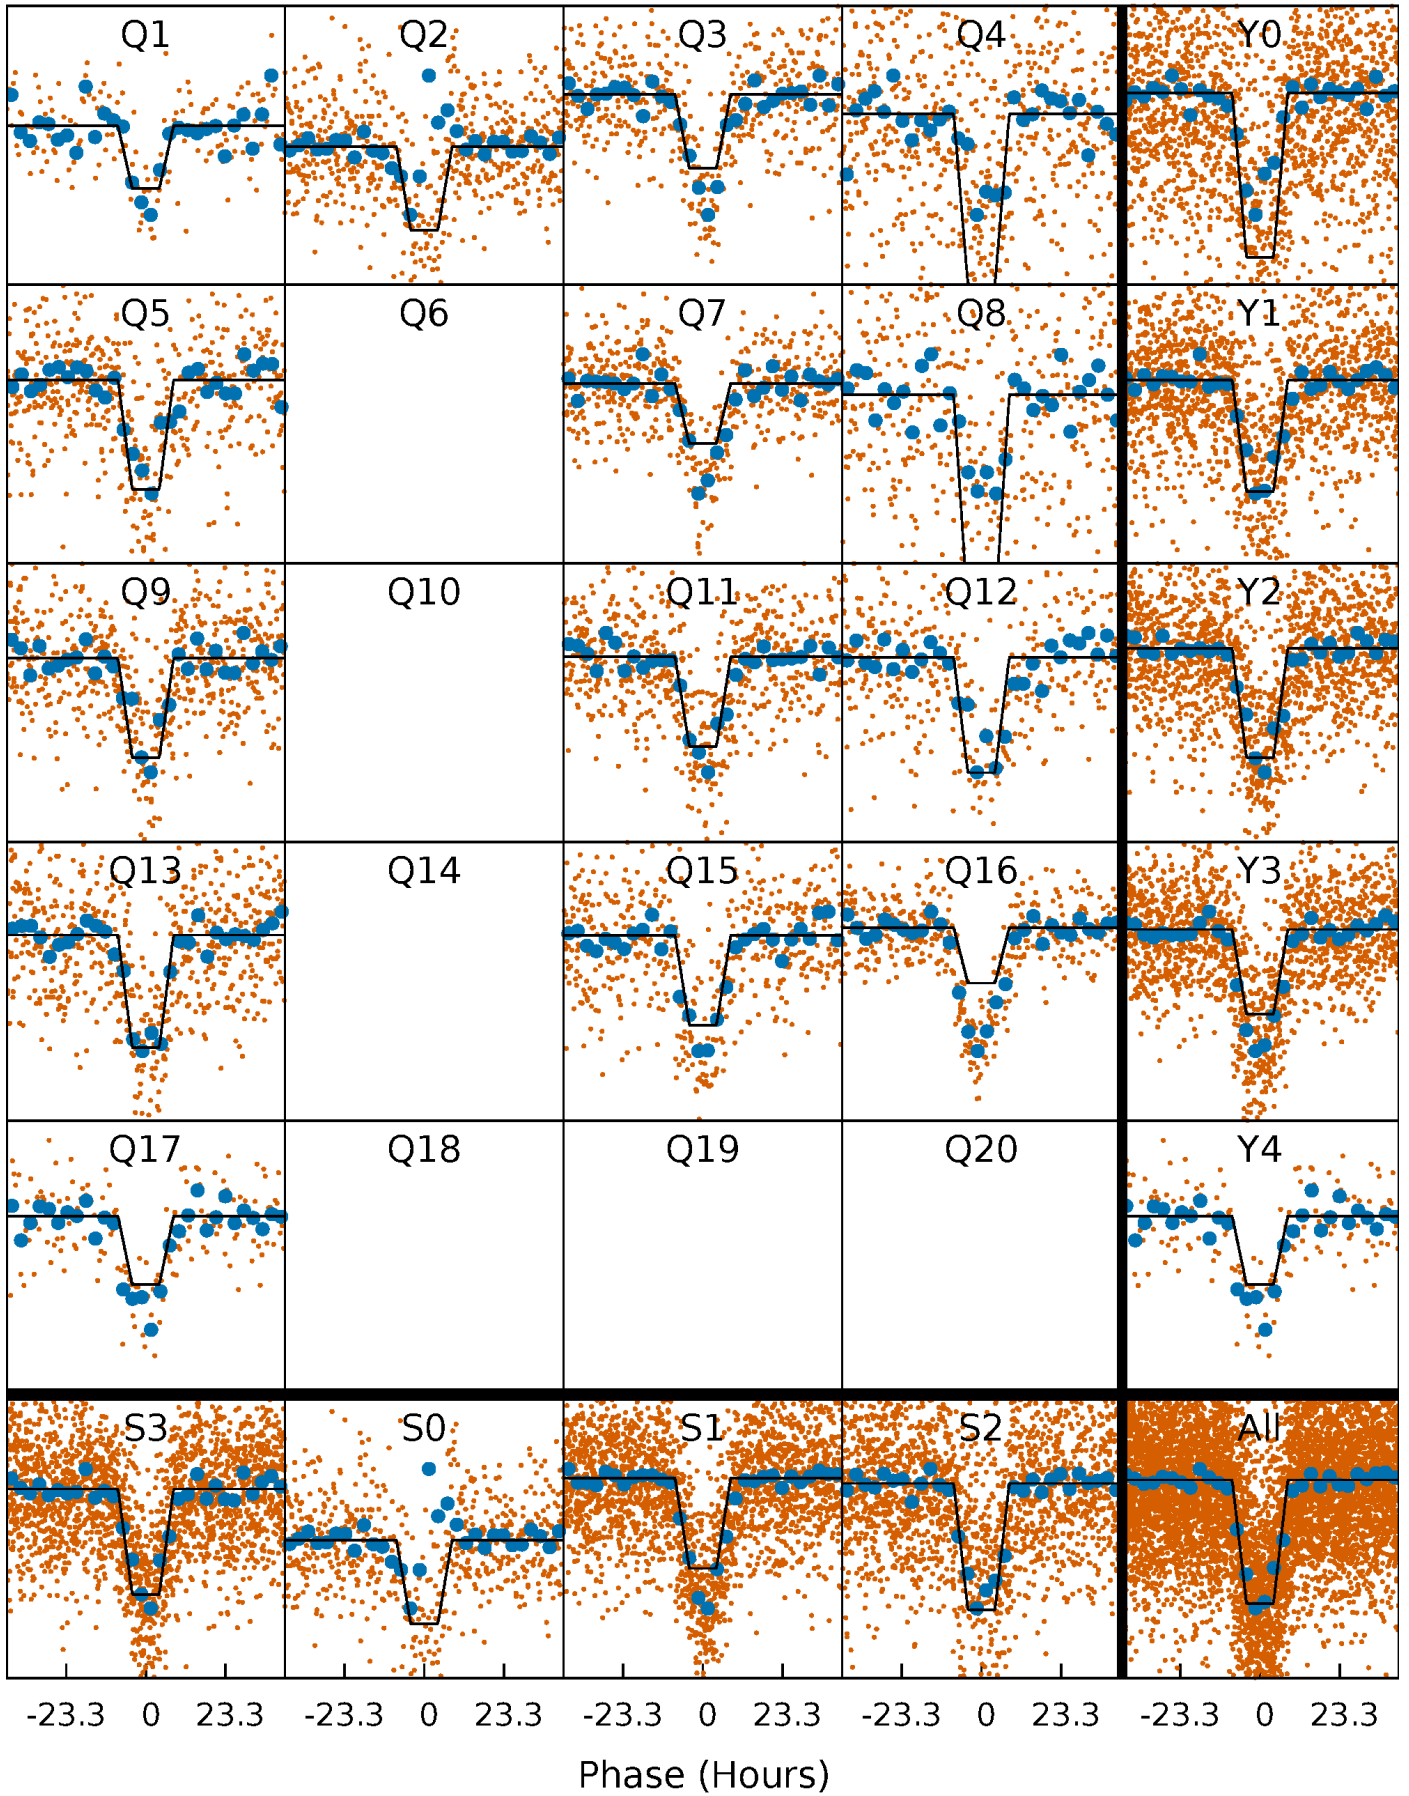 Q1 Q2 Q3 Q4 Y0
Q5 Q6 Q7 Q8 Y1
Q9 Q10 Q11 Q12 Y2
Q13 Q14 Q15 Q16 Y3
Q17 Q18 Q19 Q20 Y4
S3 S0 S1 S2 All
-23.3 0 23.3 -23.3 0 23.3 -23.3 0 23.3 -23.3 0 23.3 -23.3 0 23.3
Phase (Hours)